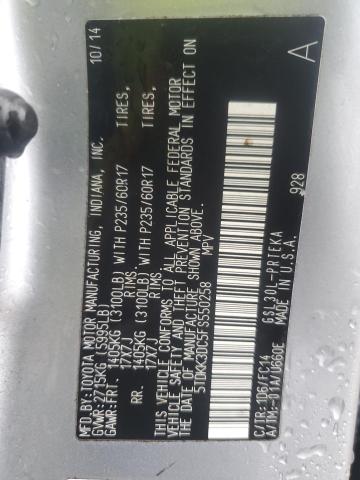 MFD.BY: TOYOTA MOTOR MANUFACTURING, INDIANA, INC. 10/14
GVWR: 2715KG (5995LB)
GAWR:FRT. 1405KG (3100LB) WITH P235/60R17 TIRES,
17X7J RIMS,
RR. 1405KG (3100LB) WITH P235/60R17 TIRES,
17X7J RIMS,
THIS VEHICLE CONFORMS TO ALL APPLICABLE FEDERAL MOTOR
VEHICLE SAFETY AND THEFT PREVENTION STANDARDS IN EFFECT ON
THE DATE OF MANUFACTURE SHOWN ABOVE.
5TDKK3DC5FS550258 MPV A
928
C/TR:1D6/FC14 GSL30L-PRTEKA
A/TM:-01A/U660E MADE IN U.S.A.